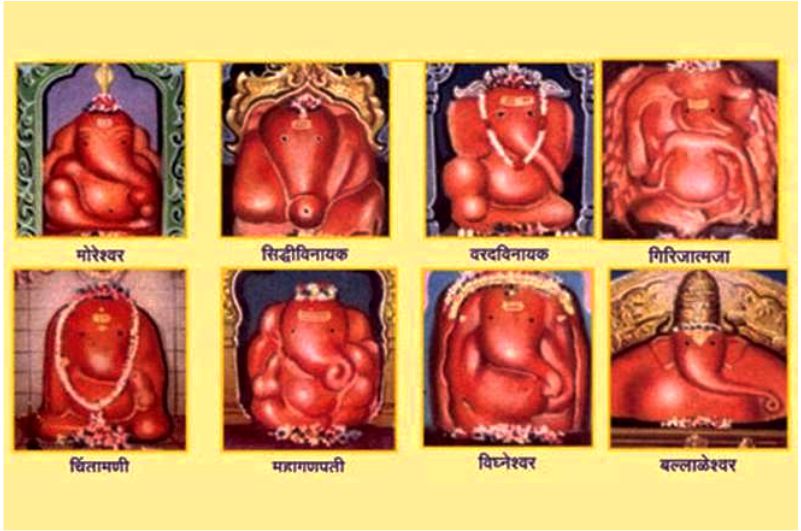 मोरेश्वर
सिद्धीविनायक
वरदविनायक
गिरिजात्मजा
चिंतामणी
महागणपती
विघ्नेश्वर
बल्लाळेश्वर